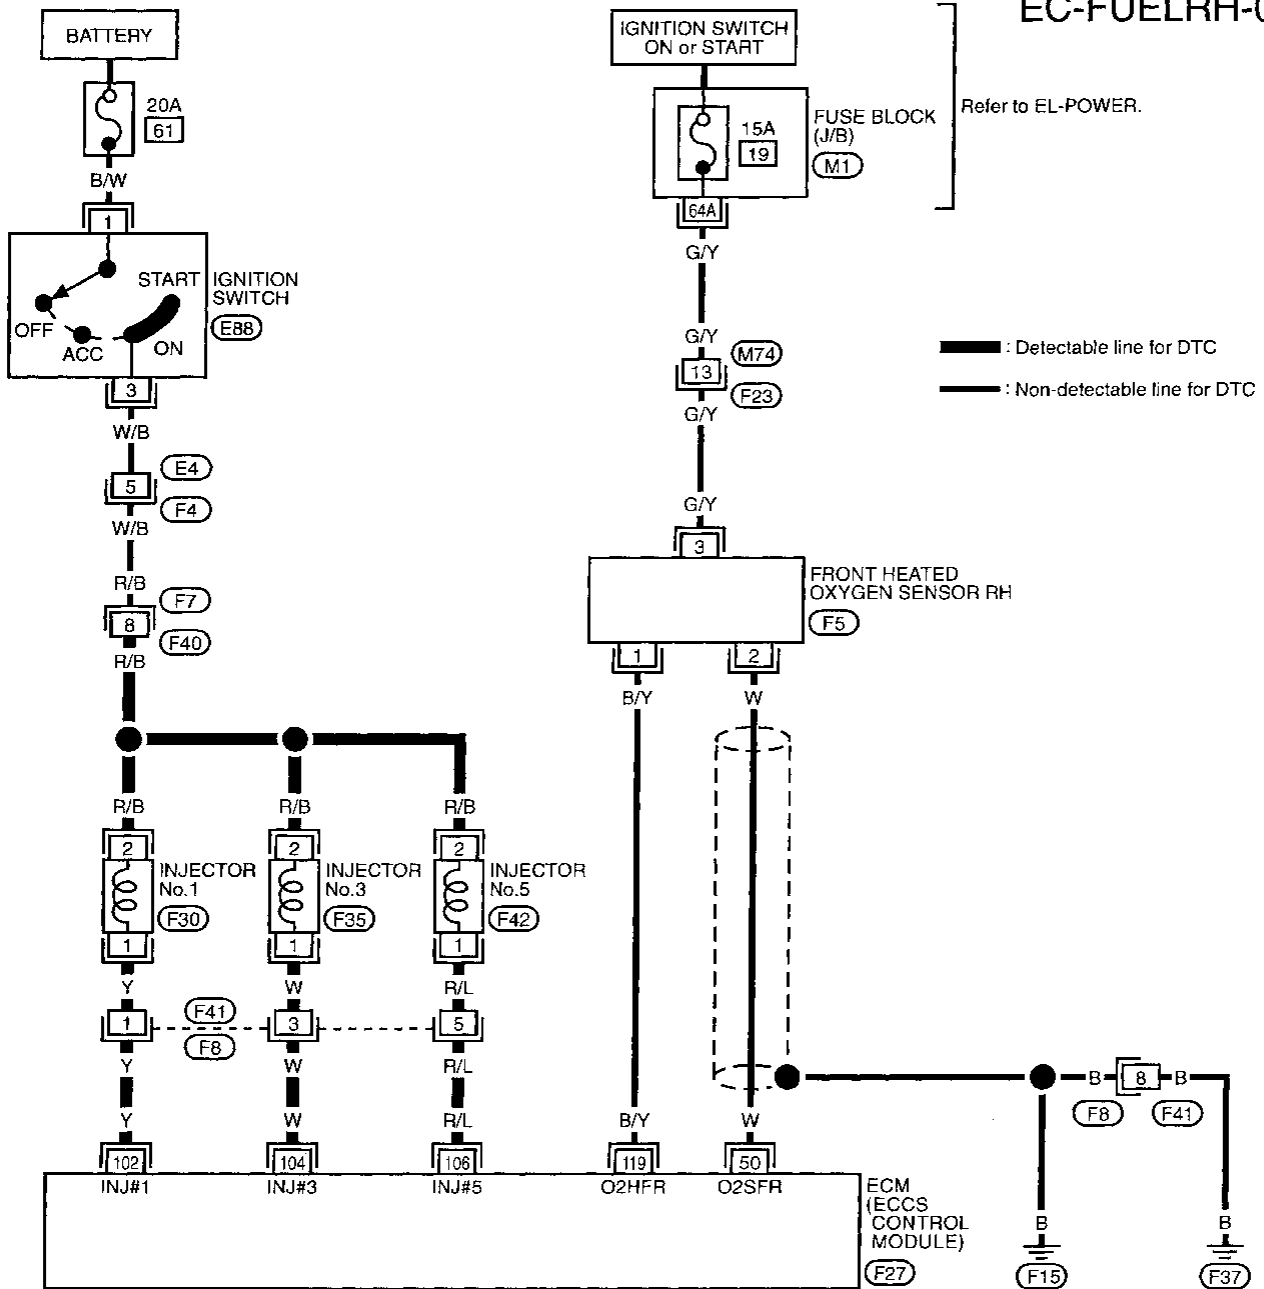 EC-FUELRH-
BATTERY
20A
61
B/W
1
START
OFF
ACC
ON
IGNITION
SWITCH
E88
3
W/B
5
E4
F4
W/B
R/B
F7
8
F40
R/B
R/B
R/B
R/B
2
2
2
INJECTOR
No.1
F30
INJECTOR
No.3
F35
INJECTOR
No.5
F42
1
1
1
Y
W
R/L
1
F41
F8
3
5
Y
W
R/L
Y
W
R/L
102
104
106
INJ#1
INJ#3
INJ#5
IGNITION SWITCH
ON or START
15A
19
FUSE BLOCK
(J/B)
M1
Refer to EL-POWER.
64A
G/Y
G/Y
13
M74
F23
G/Y
G/Y
3
FRONT HEATED
OXYGEN SENSOR RH
F5
1
2
B/Y
W
B/Y
W
119
50
O2HFR
O2SFR
ECM
(ECCS
CONTROL
MODULE)
F27
: Detectable line for DTC
: Non-detectable line for DTC
B
8
B
F8
F41
B
B
F15
F37